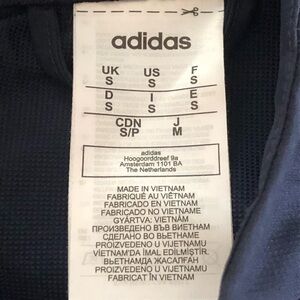 adidas
UK US F
S S S
D I E
S S S
CDN J
S/P M
adidas
Hoogoorddreef 9a
Amsterdam 1101 BA
The Netherlands
MADE IN VIETNAM
FABRIQUÉ AU VIÊTNAM
FABRICADO EN VIETNAM
FABRICADO NO VIETNAME
GYÁRTVA: VIETNAM
ПРОИЗВЕДЕНО ВЪВ ВИЕТНАМ
СДЕЛАНО ВО ВЬЕТНАМЕ
PROIZVEDENO U VIJETNAMU
VIETNAM'DA İMAL EDİLMİŞTİR
ВЬЕТНАМДА ЖАСАЛҒАН
PROIZVEDENO U VIJETNAMU
FABRICAT ÎN VIETNAM